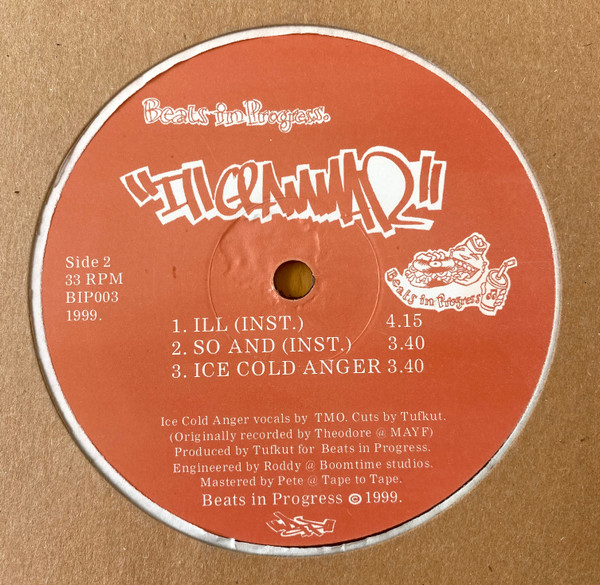 Beats in Progress.
"Ill GRAMMAR"
Side 2
33 RPM
BIP003
1999.
Beats in Progress
1. ILL (INST.) 4.15
2. SO AND (INST.) 3.40
3. ICE COLD ANGER 3.40
Ice Cold Anger vocals by TMO. Cuts by Tufkut.
(Originally recorded by Theodore @ MAYF)
Produced by Tufkut for Beats in Progress.
Engineered by Roddy @ Boomtime studios.
Mastered by Pete @ Tape to Tape.
Beats in Progress © 1999.